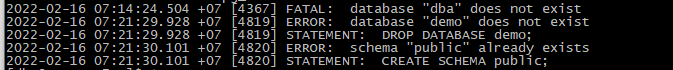 2022-02-16 07:14:24.504 +07 [4367] FATAL:  database "dba" does not exist
2022-02-16 07:21:29.928 +07 [4819] ERROR:  database "demo" does not exist
2022-02-16 07:21:29.928 +07 [4819] STATEMENT:  DROP DATABASE demo;
2022-02-16 07:21:30.101 +07 [4820] ERROR:  schema "public" already exists
2022-02-16 07:21:30.101 +07 [4820] STATEMENT:  CREATE SCHEMA public;